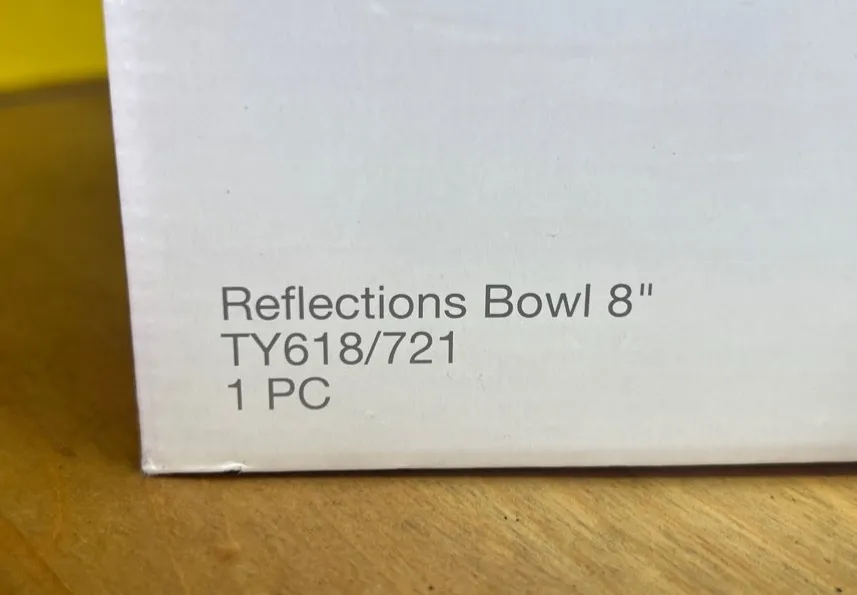 Reflections Bowl 8"
TY618/721
1 PC